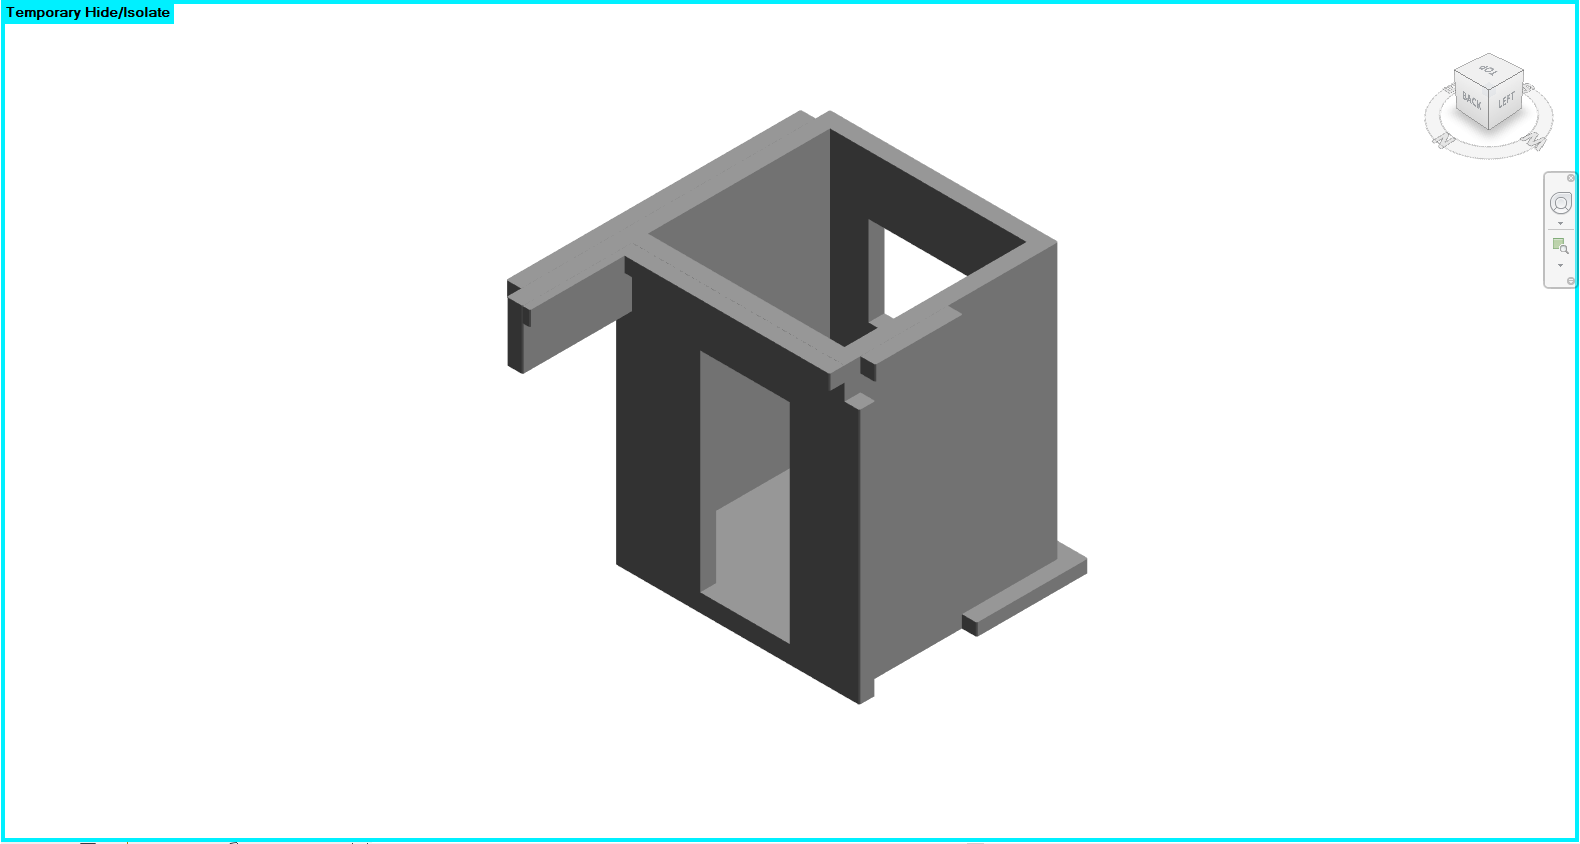 Temporary Hide/Isolate
TOP
BACK
LEFT